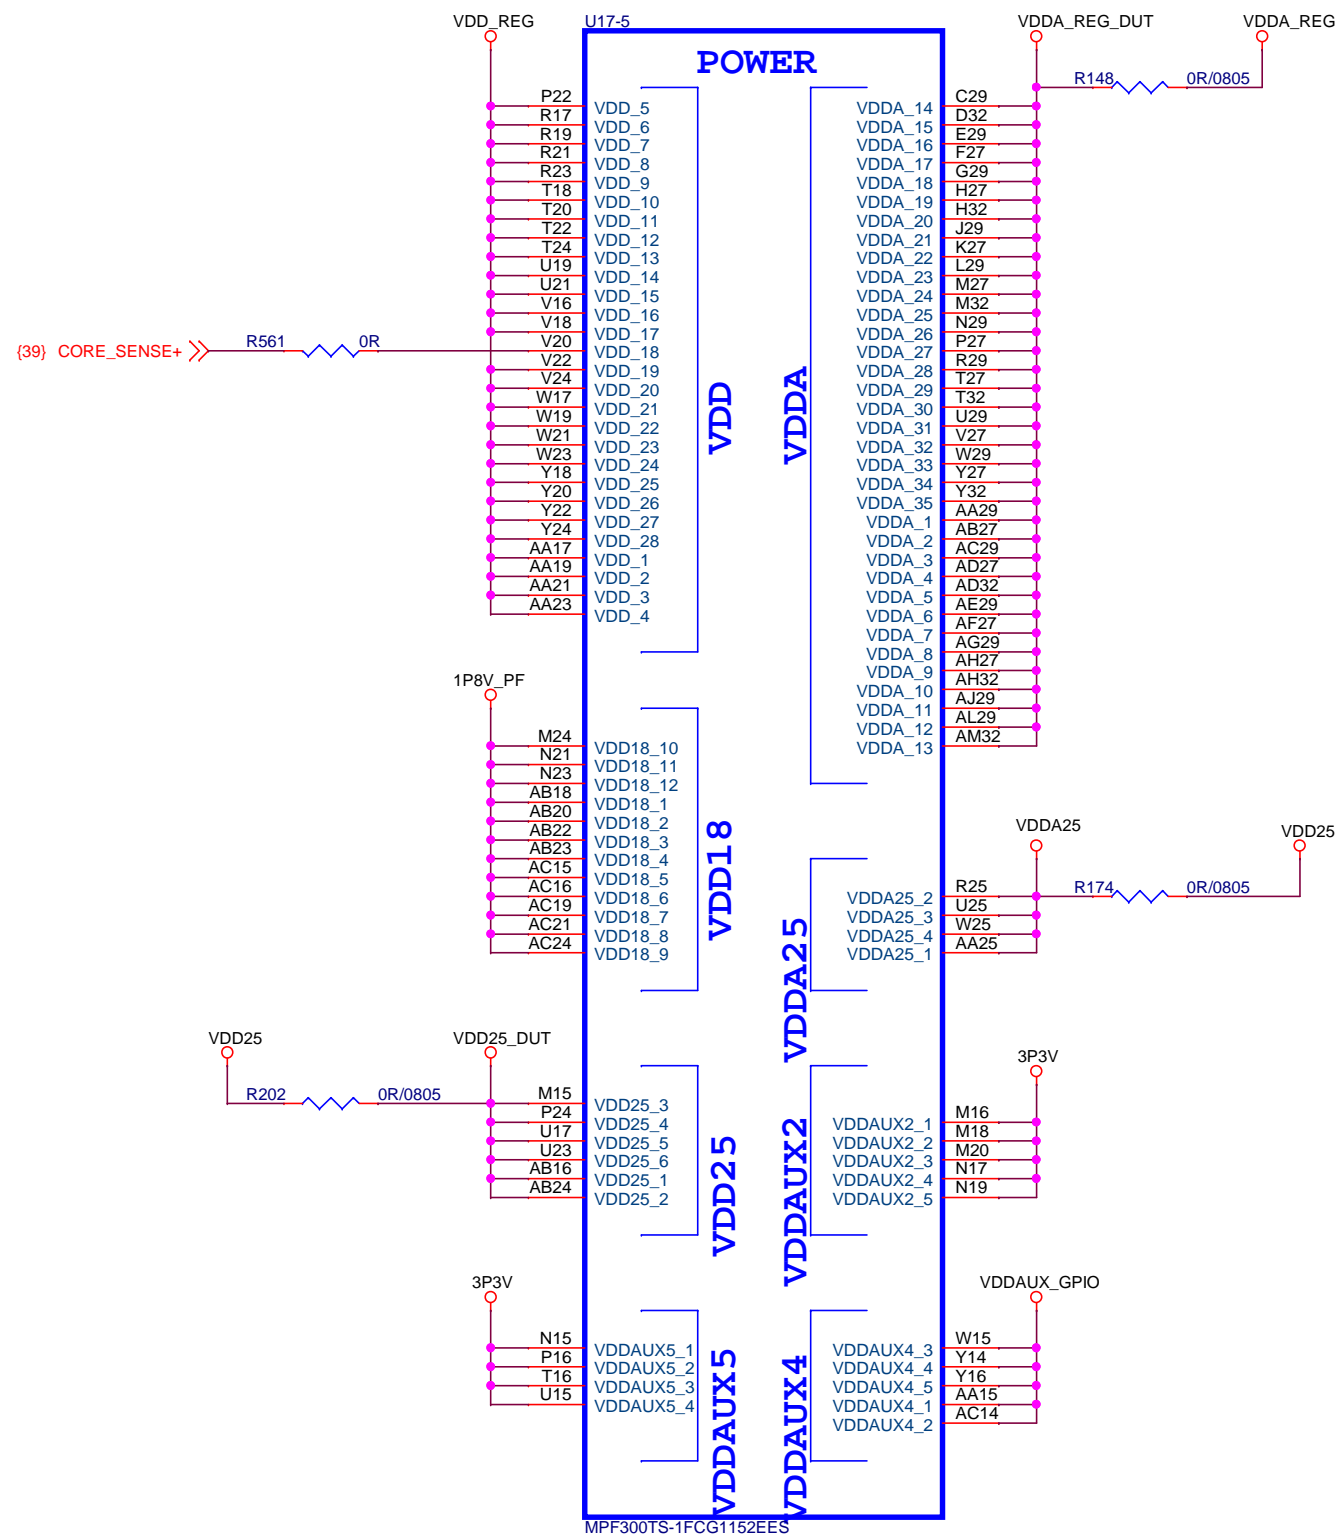 VDD_REG
U17-5
VDDA_REG_DUT
VDDA_REG
POWER
R148
0R/0805
P22 VDD_5
R17 VDD_6
R19 VDD_7
R21 VDD_8
R23 VDD_9
T18 VDD_10
T20 VDD_11
T22 VDD_12
T24 VDD_13
U19 VDD_14
U21 VDD_15
V16 VDD_16
V18 VDD_17
{39} CORE_SENSE+
R561
0R
V20 VDD_18
V22 VDD_19
V24 VDD_20
W17 VDD_21
W19 VDD_22
W21 VDD_23
W23 VDD_24
Y18 VDD_25
Y20 VDD_26
Y22 VDD_27
Y24 VDD_28
AA17 VDD_1
AA19 VDD_2
AA21 VDD_3
AA23 VDD_4
VDD
VDDA
VDDA_14 C29
VDDA_15 D32
VDDA_16 E29
VDDA_17 F27
VDDA_18 G29
VDDA_19 H27
VDDA_20 H32
VDDA_21 J29
VDDA_22 K27
VDDA_23 L29
VDDA_24 M27
VDDA_25 M32
VDDA_26 N29
VDDA_27 P27
VDDA_28 R29
VDDA_29 T27
VDDA_30 T32
VDDA_31 U29
VDDA_32 V27
VDDA_33 W29
VDDA_34 Y27
VDDA_35 Y32
VDDA_1 AA29
VDDA_2 AB27
VDDA_3 AC29
VDDA_4 AD27
VDDA_5 AD32
VDDA_6 AE29
VDDA_7 AF27
VDDA_8 AG29
VDDA_9 AH27
VDDA_10 AH32
VDDA_11 AJ29
VDDA_12 AL29
VDDA_13 AM32
1P8V_PF
M24 VDD18_10
N21 VDD18_11
N23 VDD18_12
AB18 VDD18_1
AB20 VDD18_2
AB22 VDD18_3
AB23 VDD18_4
AC15 VDD18_5
AC16 VDD18_6
AC19 VDD18_7
AC21 VDD18_8
AC24 VDD18_9
VDD18
VDDA25
VDD25
R174
0R/0805
VDDA25_2 R25
VDDA25_3 U25
VDDA25_4 W25
VDDA25_1 AA25
VDDA25
VDD25
VDD25_DUT
R202
0R/0805
M15 VDD25_3
P24 VDD25_4
U17 VDD25_5
U23 VDD25_6
AB16 VDD25_1
AB24 VDD25_2
VDD25
3P3V
VDDAUX2_1 M16
VDDAUX2_2 M18
VDDAUX2_3 M20
VDDAUX2_4 N17
VDDAUX2_5 N19
VDDAUX2
3P3V
N15 VDDAUX5_1
P16 VDDAUX5_2
T16 VDDAUX5_3
U15 VDDAUX5_4
VDDAUX5
VDDAUX_GPIO
VDDAUX4_3 W15
VDDAUX4_4 Y14
VDDAUX4_5 Y16
VDDAUX4_1 AA15
VDDAUX4_2 AC14
VDDAUX4
MPF300TS-1FCG1152EES